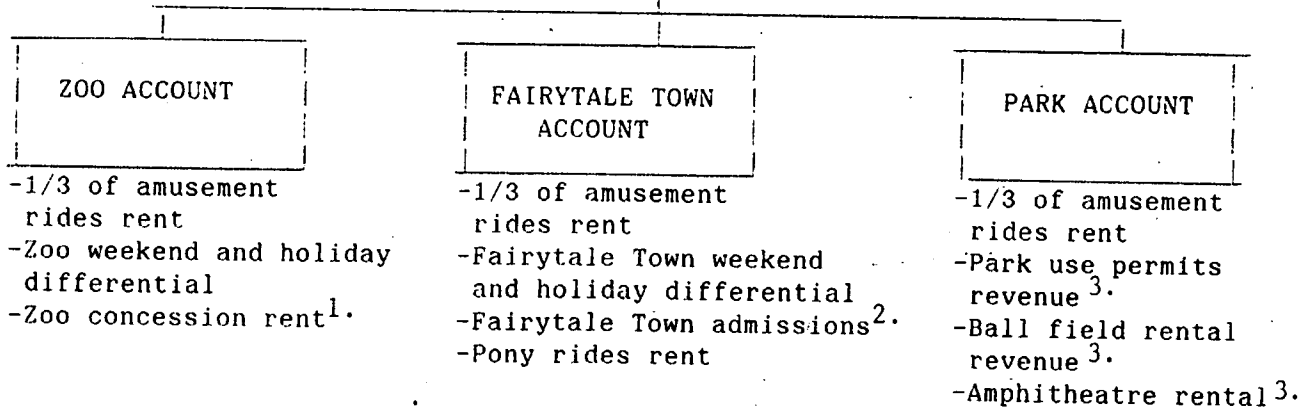 ZOO ACCOUNT
-1/3 of amusement
rides rent
-Zoo weekend and holiday
differential
-Zoo concession rent1.
FAIRYTALE TOWN
ACCOUNT
-1/3 of amusement
rides rent
-Fairytale Town weekend
and holiday differential
-Fairytale Town admissions2.
-Pony rides rent
PARK ACCOUNT
-1/3 of amusement
rides rent
-Park use permits
revenue 3.
-Ball field rental
revenue 3.
-Amphitheatre rental3.